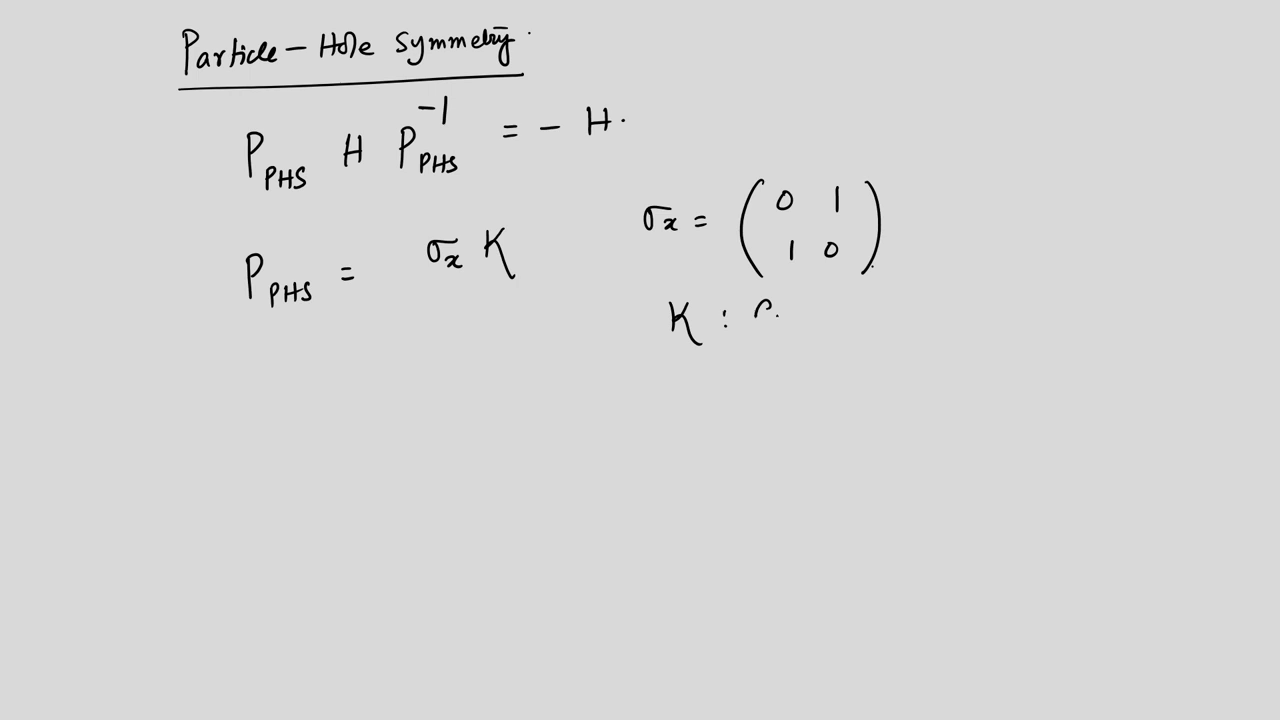 Particle - Hole Symmetry
P_PHS H P_PHS^-1 = - H.
P_PHS = σ_x K
σ_x = ( 0 1
1 0 )
K :